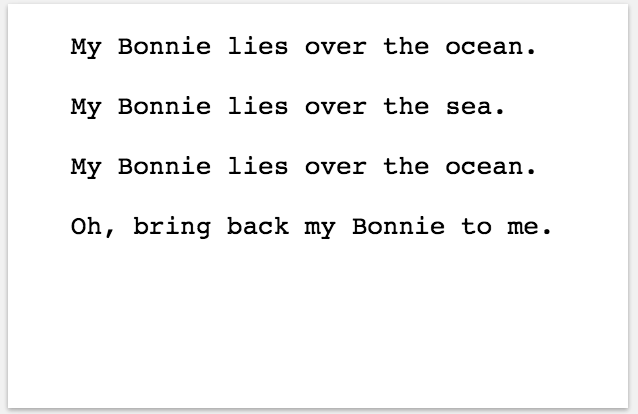 My Bonnie lies over the ocean.
My Bonnie lies over the sea.
My Bonnie lies over the ocean.
Oh, bring back my Bonnie to me.